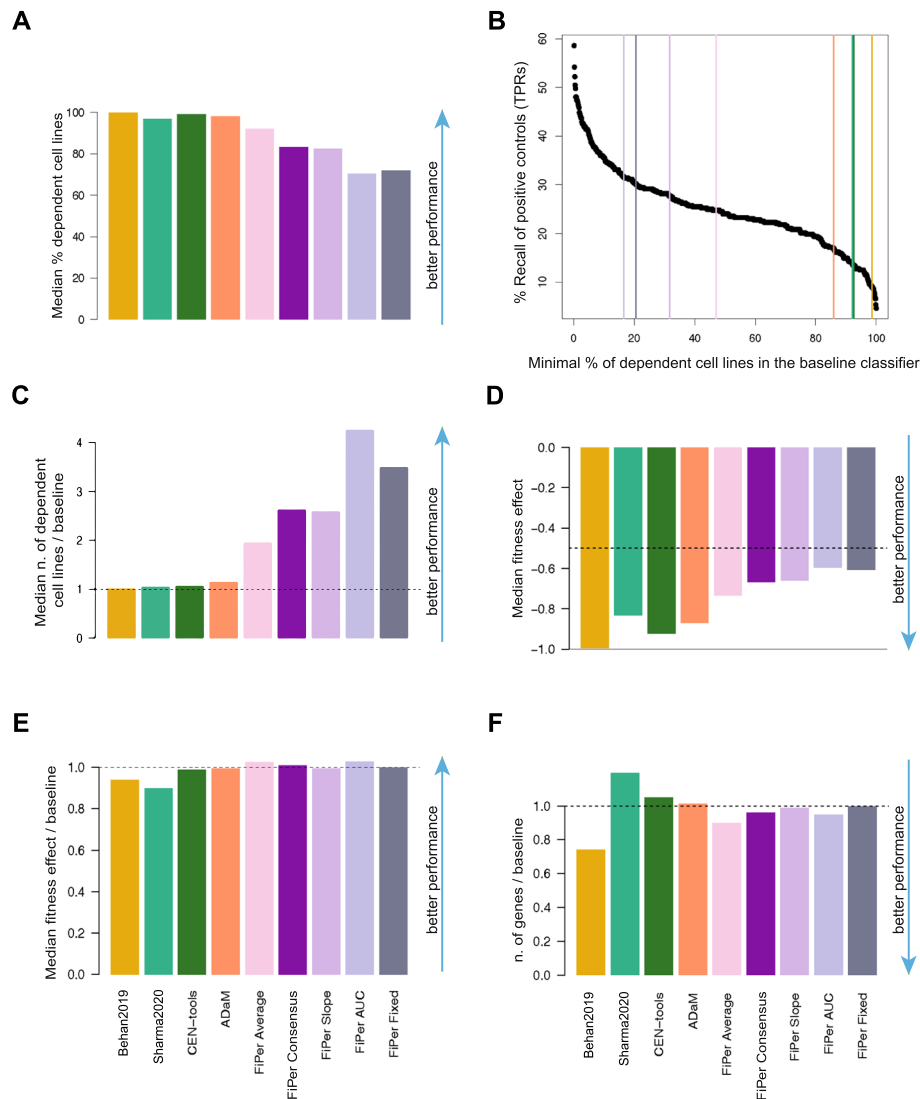 A
Median % dependent cell lines
100
80
60
40
20
0
better performance
B
% Recall of positive controls (TPRs)
60
50
40
30
20
10
0
20
40
60
80
100
Minimal % of dependent cell lines in the baseline classifier
C
Median n. of dependent
cell lines / baseline
4
3
2
1
0
better performance
D
Median fitness effect
0.0
−0.2
−0.4
−0.6
−0.8
−1.0
better performance
E
Median fitness effect / baseline
1.0
0.8
0.6
0.4
0.2
0.0
better performance
Behan2019
Sharma2020
CEN−tools
ADaM
FiPer Average
FiPer Consensus
FiPer Slope
FiPer AUC
FiPer Fixed
F
n. of genes / baseline
1.0
0.8
0.6
0.4
0.2
0.0
better performance
Behan2019
Sharma2020
CEN−tools
ADaM
FiPer Average
FiPer Consensus
FiPer Slope
FiPer AUC
FiPer Fixed